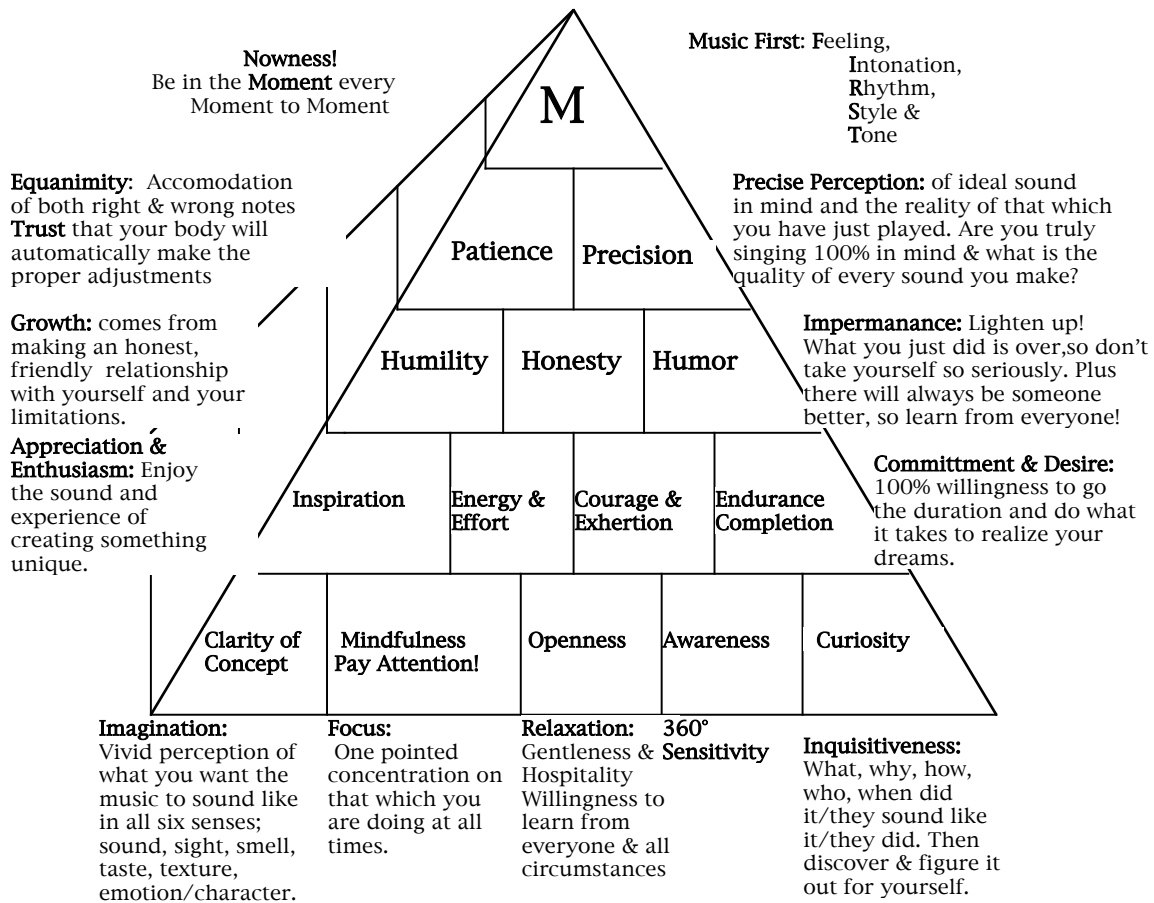 Nowness!
Be in the Moment every
Moment to Moment
Music First: Feeling,
Intonation,
Rhythm,
Style &
Tone
M
Equanimity:  Accomodation
of both right & wrong notes
Trust that your body will
automatically make the
proper adjustments
Patience
Precision
Precise Perception: of ideal sound
in mind and the reality of that which
you have just played. Are you truly
singing 100% in mind & what is the
quality of every sound you make?
Growth: comes from
making an honest,
friendly  relationship
with yourself and your
limitations.
Humility
Honesty
Humor
Impermanance: Lighten up!
What you just did is over,so don't
take yourself so seriously. Plus
there will always be someone
better, so learn from everyone!
Appreciation &
Enthusiasm: Enjoy
the sound and
experience of
creating something
unique.
Inspiration
Energy &
Effort
Courage &
Exhertion
Endurance
Completion
Committment & Desire:
100% willingness to go
the duration and do what
it takes to realize your
dreams.
Clarity of
Concept
Mindfulness
Pay Attention!
Openness
Awareness
Curiosity
Imagination:
Vivid perception of
what you want the
music to sound like
in all six senses;
sound, sight, smell,
taste, texture,
emotion/character.
Focus:
One pointed
concentration on
that which you
are doing at all
times.
Relaxation:
Gentleness &
Hospitality
Willingness to
learn from
everyone & all
circumstances
360°
Sensitivity
Inquisitiveness:
What, why, how,
who, when did
it/they sound like
it/they did. Then
discover & figure it
out for yourself.